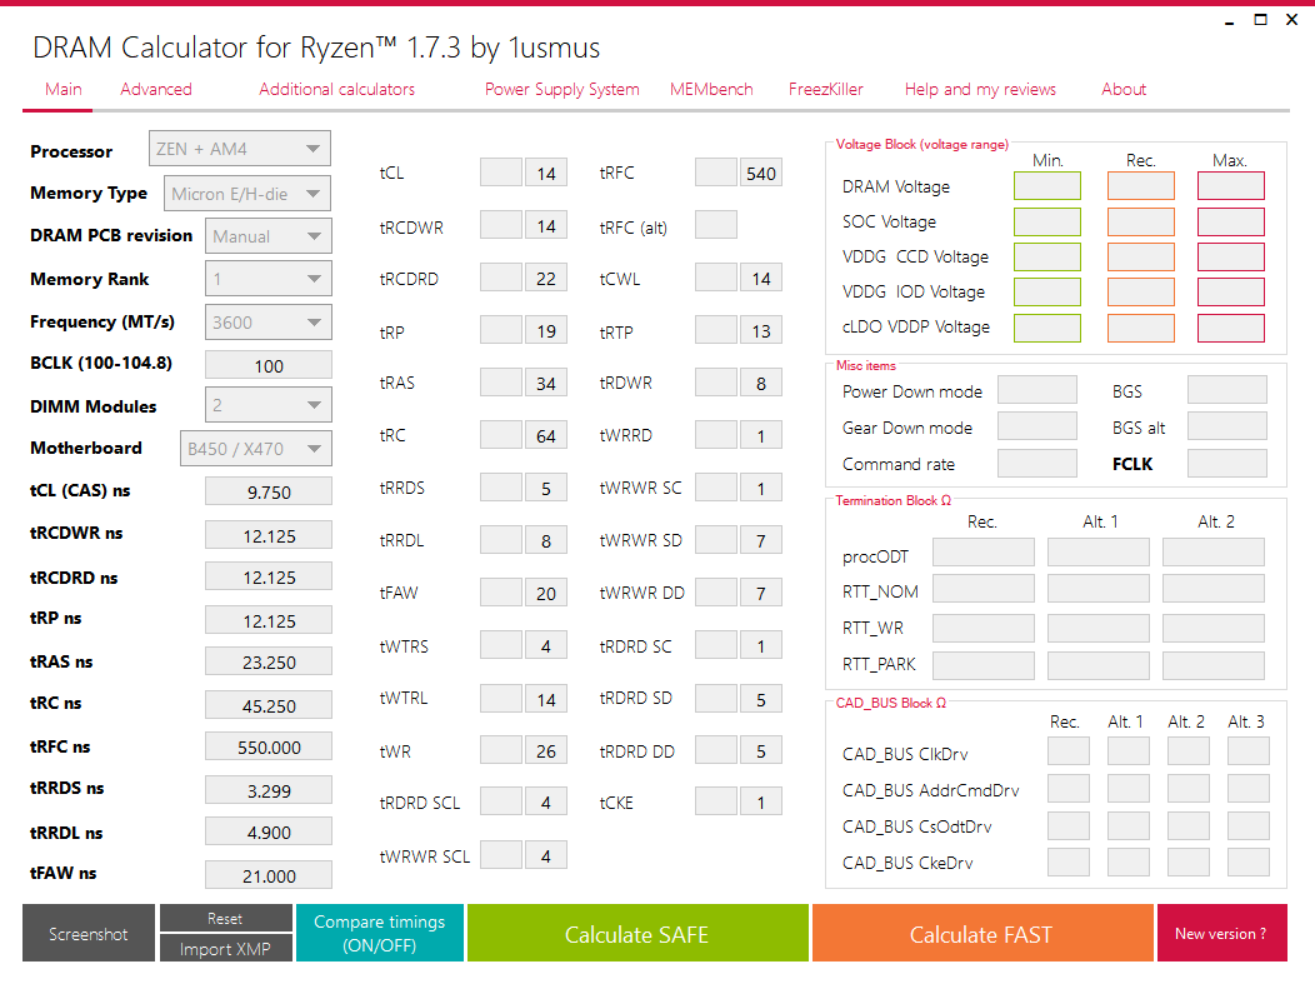 DRAM Calculator for Ryzen™ 1.7.3 by 1usmus
Main Advanced Additional calculators Power Supply System MEMbench FreezKiller Help and my reviews About
Processor ZEN + AM4
Memory Type Micron E/H-die
DRAM PCB revision Manual
Memory Rank 1
Frequency (MT/s) 3600
BCLK (100-104.8) 100
DIMM Modules 2
Motherboard B450 / X470
tCL (CAS) ns 9.750
tRCDWR ns 12.125
tRCDRD ns 12.125
tRP ns 12.125
tRAS ns 23.250
tRC ns 45.250
tRFC ns 550.000
tRRDS ns 3.299
tRRDL ns 4.900
tFAW ns 21.000
tCL 14
tRCDWR 14
tRCDRD 22
tRP 19
tRAS 34
tRC 64
tRRDS 5
tRRDL 8
tFAW 20
tWTRS 4
tWTRL 14
tWR 26
tRDRD SCL 4
tWRWR SCL 4
tRFC 540
tRFC (alt)
tCWL 14
tRTP 13
tRDWR 8
tWRRD 1
tWRWR SC 1
tWRWR SD 7
tWRWR DD 7
tRDRD SC 1
tRDRD SD 5
tRDRD DD 5
tCKE 1
Voltage Block (voltage range)
Min. Rec. Max.
DRAM Voltage
SOC Voltage
VDDG CCD Voltage
VDDG IOD Voltage
cLDO VDDP Voltage
Misc items
Power Down mode BGS
Gear Down mode BGS alt
Command rate FCLK
Termination Block Ω
Rec. Alt. 1 Alt. 2
procODT
RTT_NOM
RTT_WR
RTT_PARK
CAD_BUS Block Ω
Rec. Alt. 1 Alt. 2 Alt. 3
CAD_BUS ClkDrv
CAD_BUS AddrCmdDrv
CAD_BUS CsOdtDrv
CAD_BUS CkeDrv
Screenshot
Reset
Import XMP
Compare timings
(ON/OFF)
Calculate SAFE
Calculate FAST
New version ?